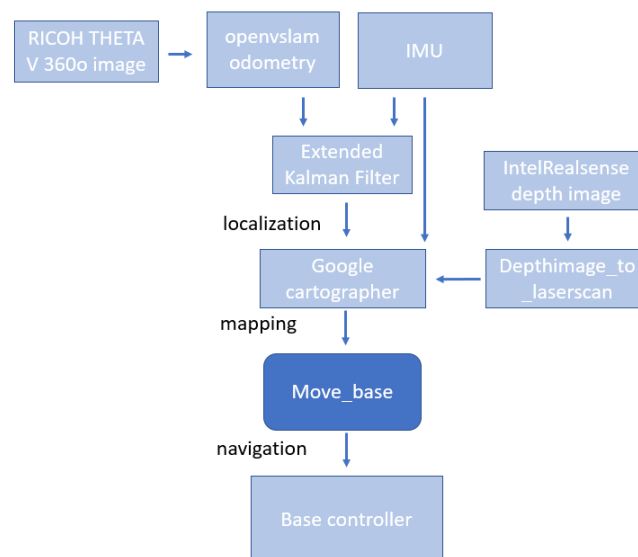 RICOH THETA
V 360o image
openvslam
odometry
IMU
Extended
Kalman Filter
IntelRealsense
depth image
localization
Google
cartographer
Depthimage_to
_laserscan
mapping
Move_base
navigation
Base controller